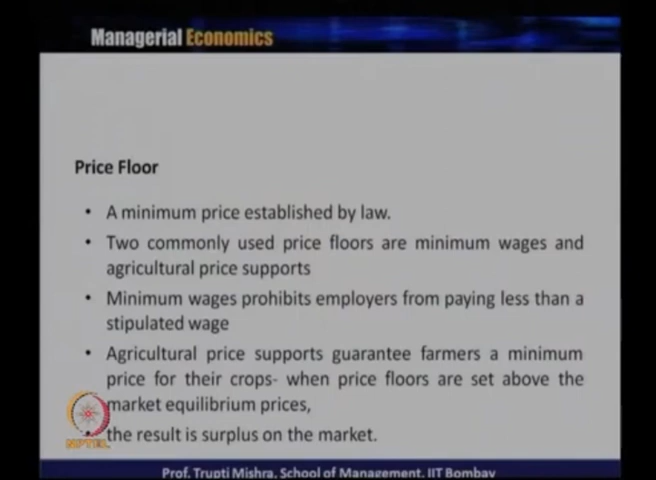 Managerial Economics
Price Floor
• A minimum price established by law.
• Two commonly used price floors are minimum wages and
agricultural price supports
• Minimum wages prohibits employers from paying less than a
stipulated wage
• Agricultural price supports guarantee farmers a minimum
price for their crops- when price floors are set above the
market equilibrium prices,
• the result is surplus on the market.
NPTEL
Prof. Trupti Mishra, School of Management, IIT Bombay